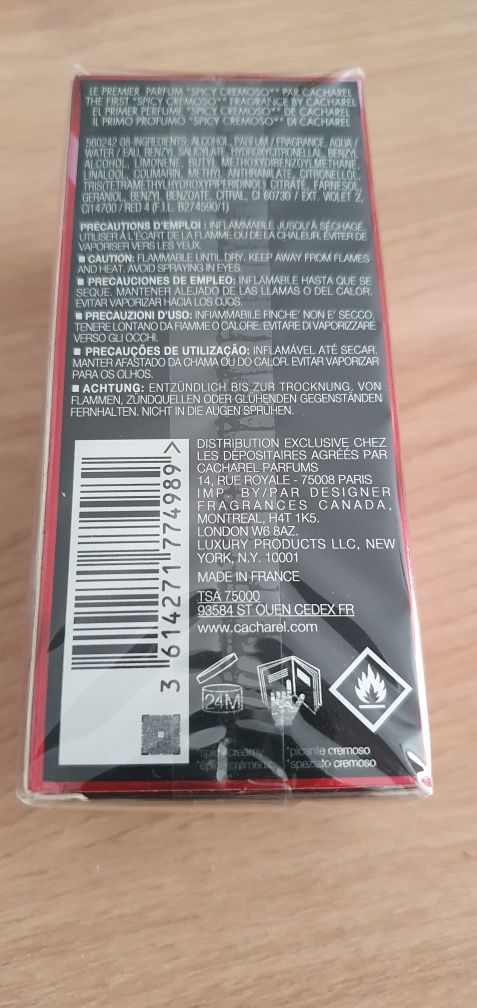 LE PREMIER PARFUM "SPICY CREMOSO"* PAR CACHAREL
THE FIRST "SPICY CREMOSO"* FRAGRANCE BY CACHAREL
EL PRIMER PERFUME "SPICY CREMOSO"* DE CACHAREL
IL PRIMO PROFUMO "SPICY CREMOSO"* DI CACHAREL
560242 08 INGREDIENTS: ALCOHOL, PARFUM / FRAGRANCE, AQUA /
WATER / EAU, BENZYL SALICYLATE, HYDROXYCITRONELLAL, BENZYL
ALCOHOL, LIMONENE, BUTYL METHOXYDIBENZOYLMETHANE,
LINALOOL, COUMARIN, METHYL ANTHRANILATE, CITRONELLOL,
TRIS(TETRAMETHYLHYDROXYPIPERIDINOL) CITRATE, FARNESOL,
GERANIOL, BENZYL BENZOATE, CITRAL, CI 60730 / EXT. VIOLET 2,
CI14700 / RED 4 (F.I.L. B274590/1)
PRÉCAUTIONS D'EMPLOI : INFLAMMABLE JUSQU'À SÉCHAGE.
UTILISER À L'ÉCART DE LA FLAMME OU DE LA CHALEUR. ÉVITER DE
VAPORISER VERS LES YEUX.
■ CAUTION: FLAMMABLE UNTIL DRY. KEEP AWAY FROM FLAMES
AND HEAT. AVOID SPRAYING IN EYES.
■ PRECAUCIONES DE EMPLEO: INFLAMABLE HASTA QUE SE
SEQUE. MANTENER ALEJADO DE LAS LLAMAS O DEL CALOR.
EVITAR VAPORIZAR HACIA LOS OJOS.
■ PRECAUZIONI D'USO: INFIAMMABILE FINCHE' NON E' SECCO.
TENERE LONTANO DA FIAMME O CALORE. EVITARE DI VAPORIZZARE
VERSO GLI OCCHI.
■ PRECAUÇÕES DE UTILIZAÇÃO: INFLAMÁVEL ATÉ SECAR.
MANTER AFASTADO DA CHAMA OU DO CALOR. EVITAR VAPORIZAR
PARA OS OLHOS.
■ ACHTUNG: ENTZÜNDLICH BIS ZUR TROCKNUNG. VON
FLAMMEN, ZÜNDQUELLEN ODER GLÜHENDEN GEGENSTÄNDEN
FERNHALTEN. NICHT IN DIE AUGEN SPRÜHEN.
DISTRIBUTION EXCLUSIVE CHEZ
LES DÉPOSITAIRES AGRÉÉS PAR
CACHAREL PARFUMS
14, RUE ROYALE - 75008 PARIS
IMP. BY/PAR DESIGNER
FRAGRANCES CANADA,
MONTREAL, H4T 1K5.
LONDON W6 8AZ.
LUXURY PRODUCTS LLC, NEW
YORK, N.Y. 10001
MADE IN FRANCE
TSA 75000
93584 ST OUEN CEDEX FR
www.cacharel.com
3 614271 774989 >
24M
*spicy creamy
*épicé crémeux
*picante cremoso
*speziato cremoso